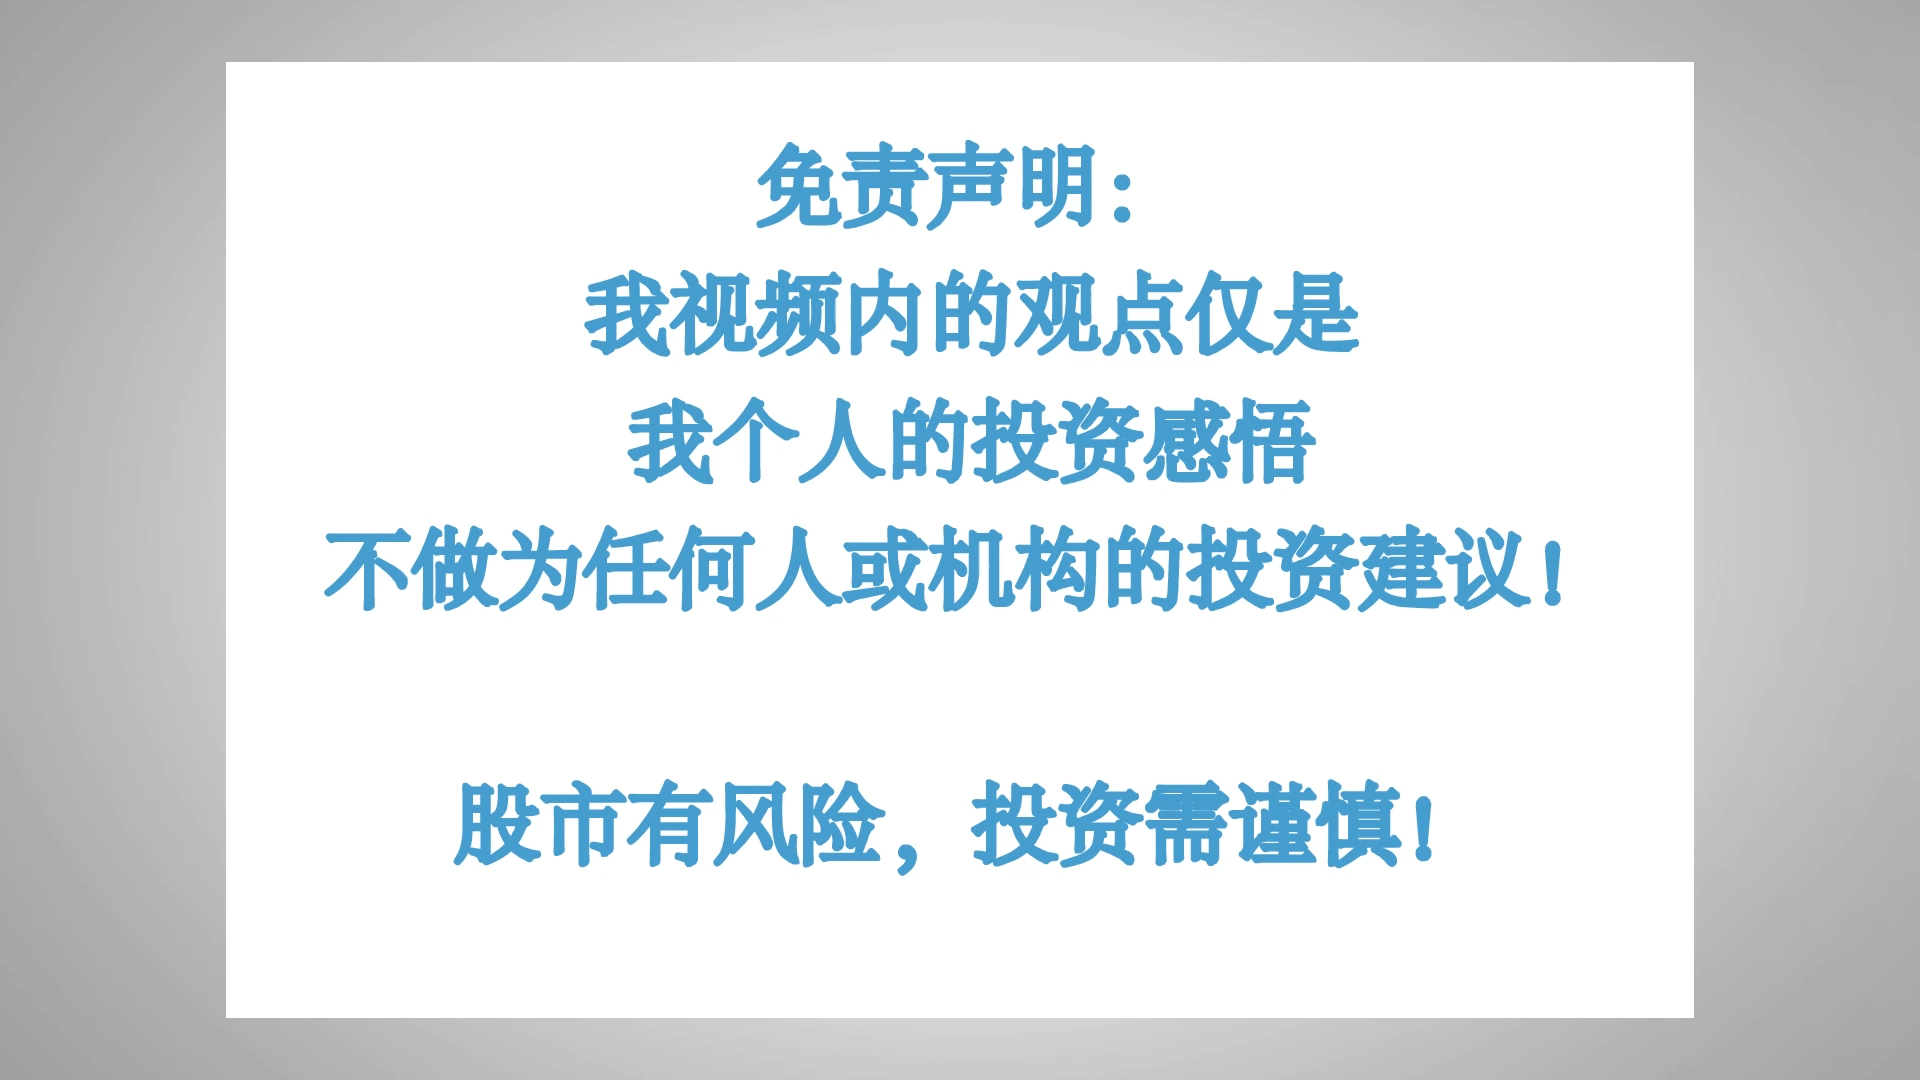 免责声明：
我视频内的观点仅是
我个人的投资感悟
不做为任何人或机构的投资建议！
股市有风险，投资需谨慎！